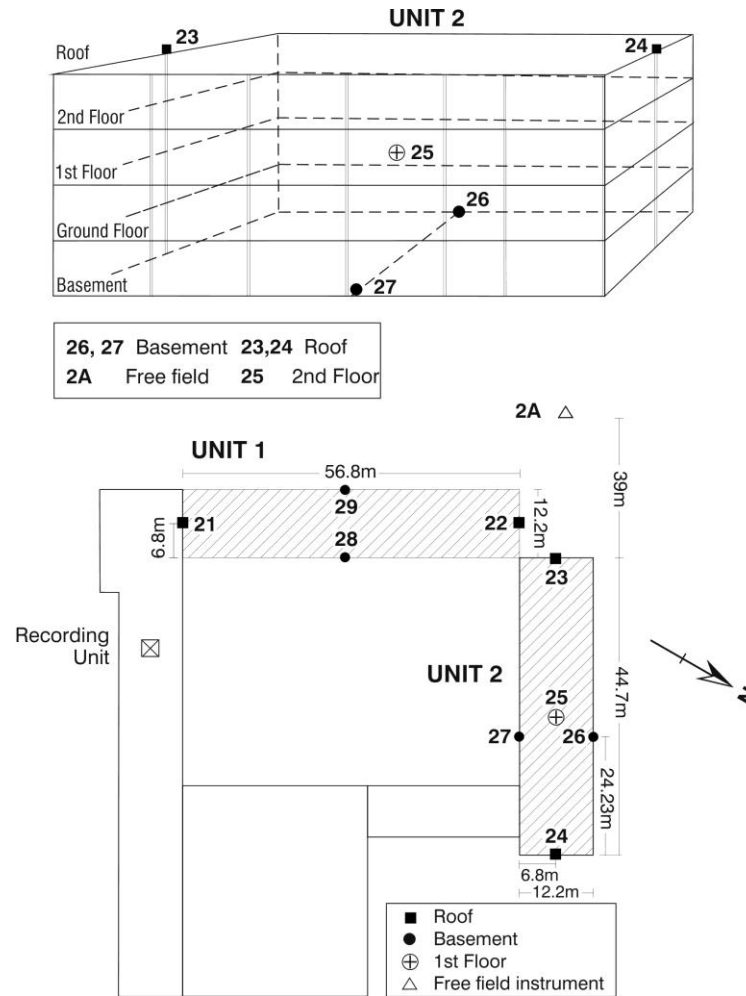 UNIT 2
23
24
Roof
2nd Floor
25
1st Floor
26
Ground Floor
Basement
27
26, 27 Basement 23,24 Roof
2A Free field 25 2nd Floor
2A
UNIT 1
56.8m
39m
29
12.2m
21
22
6.8m
28
23
Recording
Unit
UNIT 2
44.7m
25
27
26
24.23m
24
6.8m
12.2m
Roof
Basement
1st Floor
Free field instrument